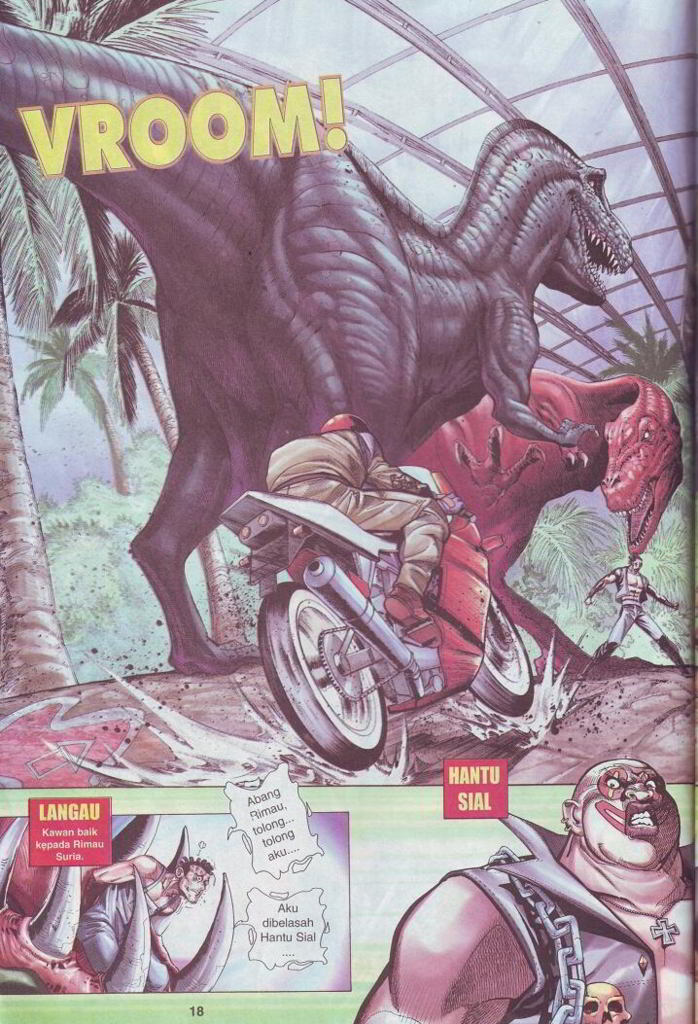 VROOM!
LANGAU
Kawan baik
kepada Rimau
Suria.
Abang
Rimau,
tolong...
tolong
aku....
Aku
dibelasah
Hantu Sial
....
HANTU
SIAL
18